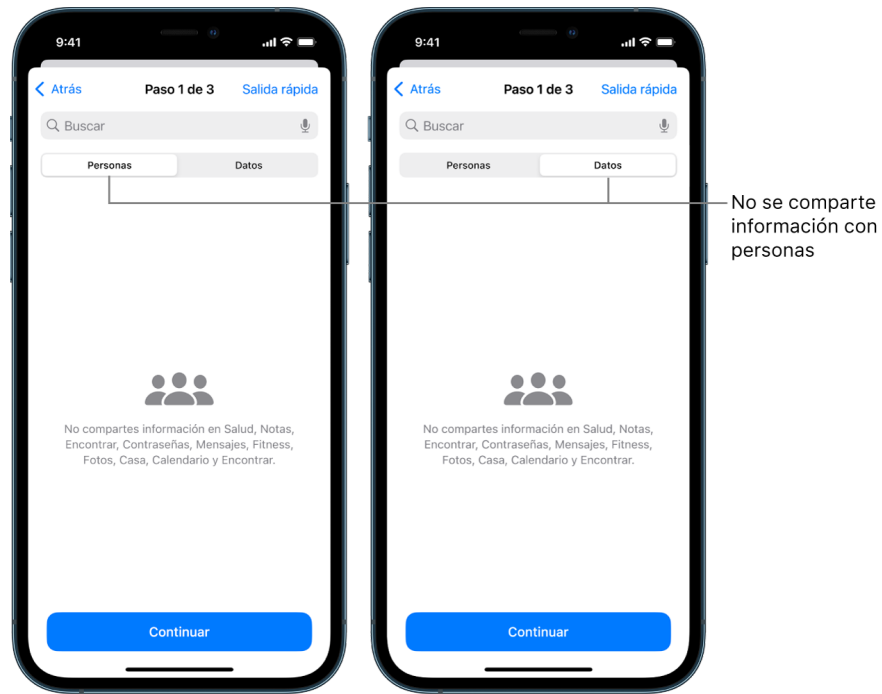 9:41
Atrás
Paso 1 de 3
Salida rápida
Buscar
Personas
Datos
No compartes información en Salud, Notas,
Encontrar, Contraseñas, Mensajes, Fitness,
Fotos, Casa, Calendario y Encontrar.
Continuar
9:41
Atrás
Paso 1 de 3
Salida rápida
Buscar
Personas
Datos
No compartes información en Salud, Notas,
Encontrar, Contraseñas, Mensajes, Fitness,
Fotos, Casa, Calendario y Encontrar.
Continuar
No se comparte
información con
personas